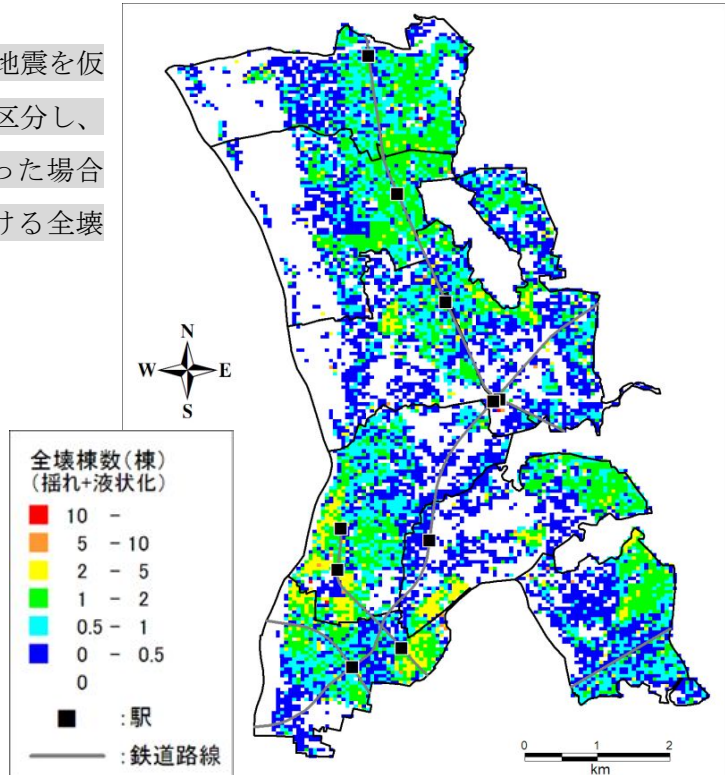 地震を仮
区分し、
った場合
ける全壊
N
W E
S
全壊棟数(棟)
(揺れ+液状化)
10 -
5 - 10
2 - 5
1 - 2
0.5 - 1
0 - 0.5
0
:駅
:鉄道路線
0 1 2
km